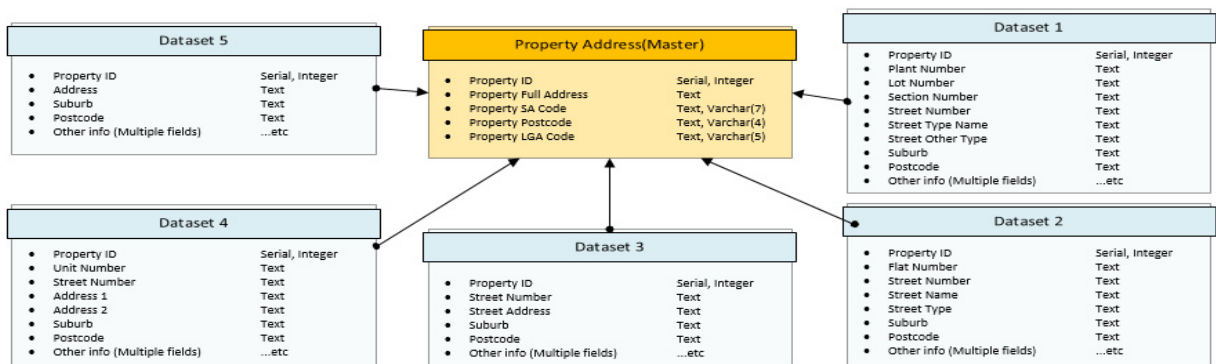 Dataset 5
• Property ID Serial, Integer
• Address Text
• Suburb Text
• Postcode Text
• Other info (Multiple fields) ...etc
Property Address(Master)
• Property ID Serial, Integer
• Property Full Address Text
• Property SA Code Text, Varchar(7)
• Property Postcode Text, Varchar(4)
• Property LGA Code Text, Varchar(5)
Dataset 1
• Property ID Serial, Integer
• Plant Number Text
• Lot Number Text
• Section Number Text
• Street Number Text
• Street Type Name Text
• Street Other Type Text
• Suburb Text
• Postcode Text
• Other info (Multiple fields) ...etc
Dataset 4
• Property ID Serial, Integer
• Unit Number Text
• Street Number Text
• Address 1 Text
• Address 2 Text
• Suburb Text
• Postcode Text
• Other info (Multiple fields) ...etc
Dataset 3
• Property ID Serial, Integer
• Street Number Text
• Street Address Text
• Suburb Text
• Postcode Text
• Other info (Multiple fields) ...etc
Dataset 2
• Property ID Serial, Integer
• Flat Number Text
• Street Number Text
• Street Name Text
• Street Type Text
• Suburb Text
• Postcode Text
• Other info (Multiple fields) ...etc